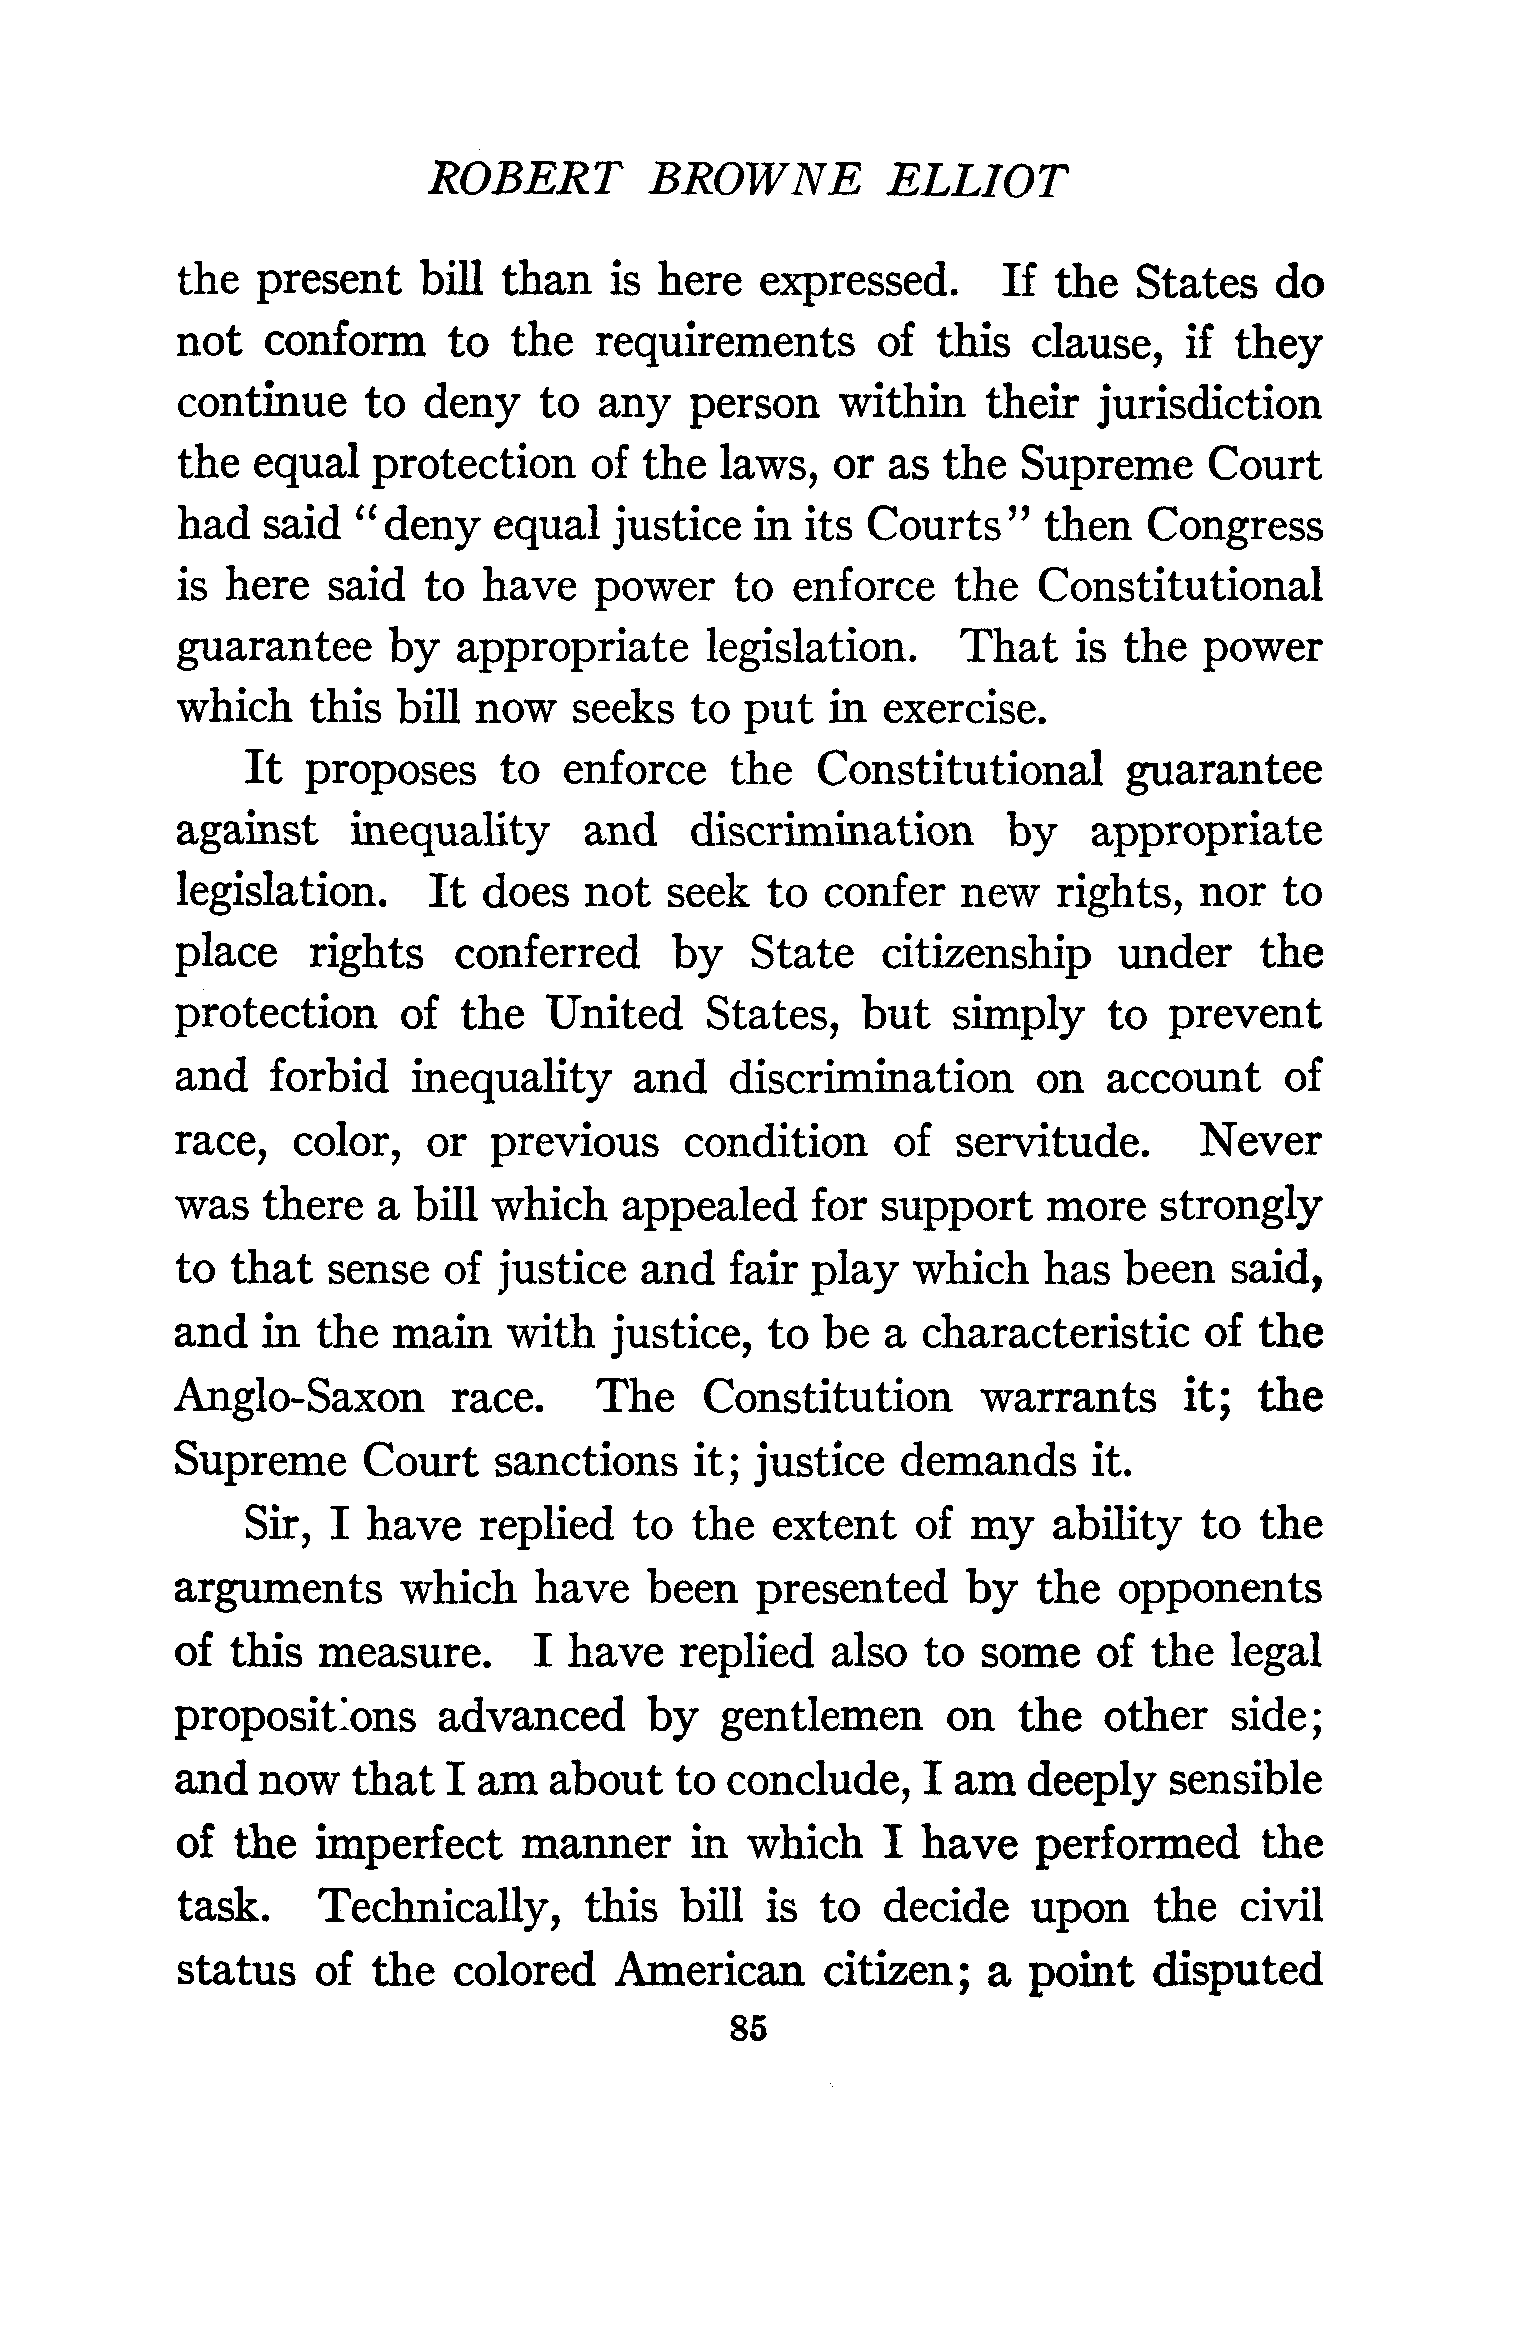 ROBERT BROWNE ELLIOT
the present bill than is here expressed. If the States do
not conform to the requirements of this clause, if they
continue to deny to any person within their jurisdiction
the equal protection of the laws, or as the Supreme Court
had said "deny equal justice in its Courts" then Congress
is here said to have power to enforce the Constitutional
guarantee by appropriate legislation. That is the power
which this bill now seeks to put in exercise.
It proposes to enforce the Constitutional guarantee
against inequality and discrimination by appropriate
legislation. It does not seek to confer new rights, nor to
place rights conferred by State citizenship under the
protection of the United States, but simply to prevent
and forbid inequality and discrimination on account of
race, color, or previous condition of servitude. Never
was there a bill which appealed for support more strongly
to that sense of justice and fair play which has been said,
and in the main with justice, to be a characteristic of the
Anglo-Saxon race. The Constitution warrants it; the
Supreme Court sanctions it; justice demands it.
Sir, I have replied to the extent of my ability to the
arguments which have been presented by the opponents
of this measure. I have replied also to some of the legal
propositions advanced by gentlemen on the other side;
and now that I am about to conclude, I am deeply sensible
of the imperfect manner in which I have performed the
task. Technically, this bill is to decide upon the civil
status of the colored American citizen; a point disputed
85